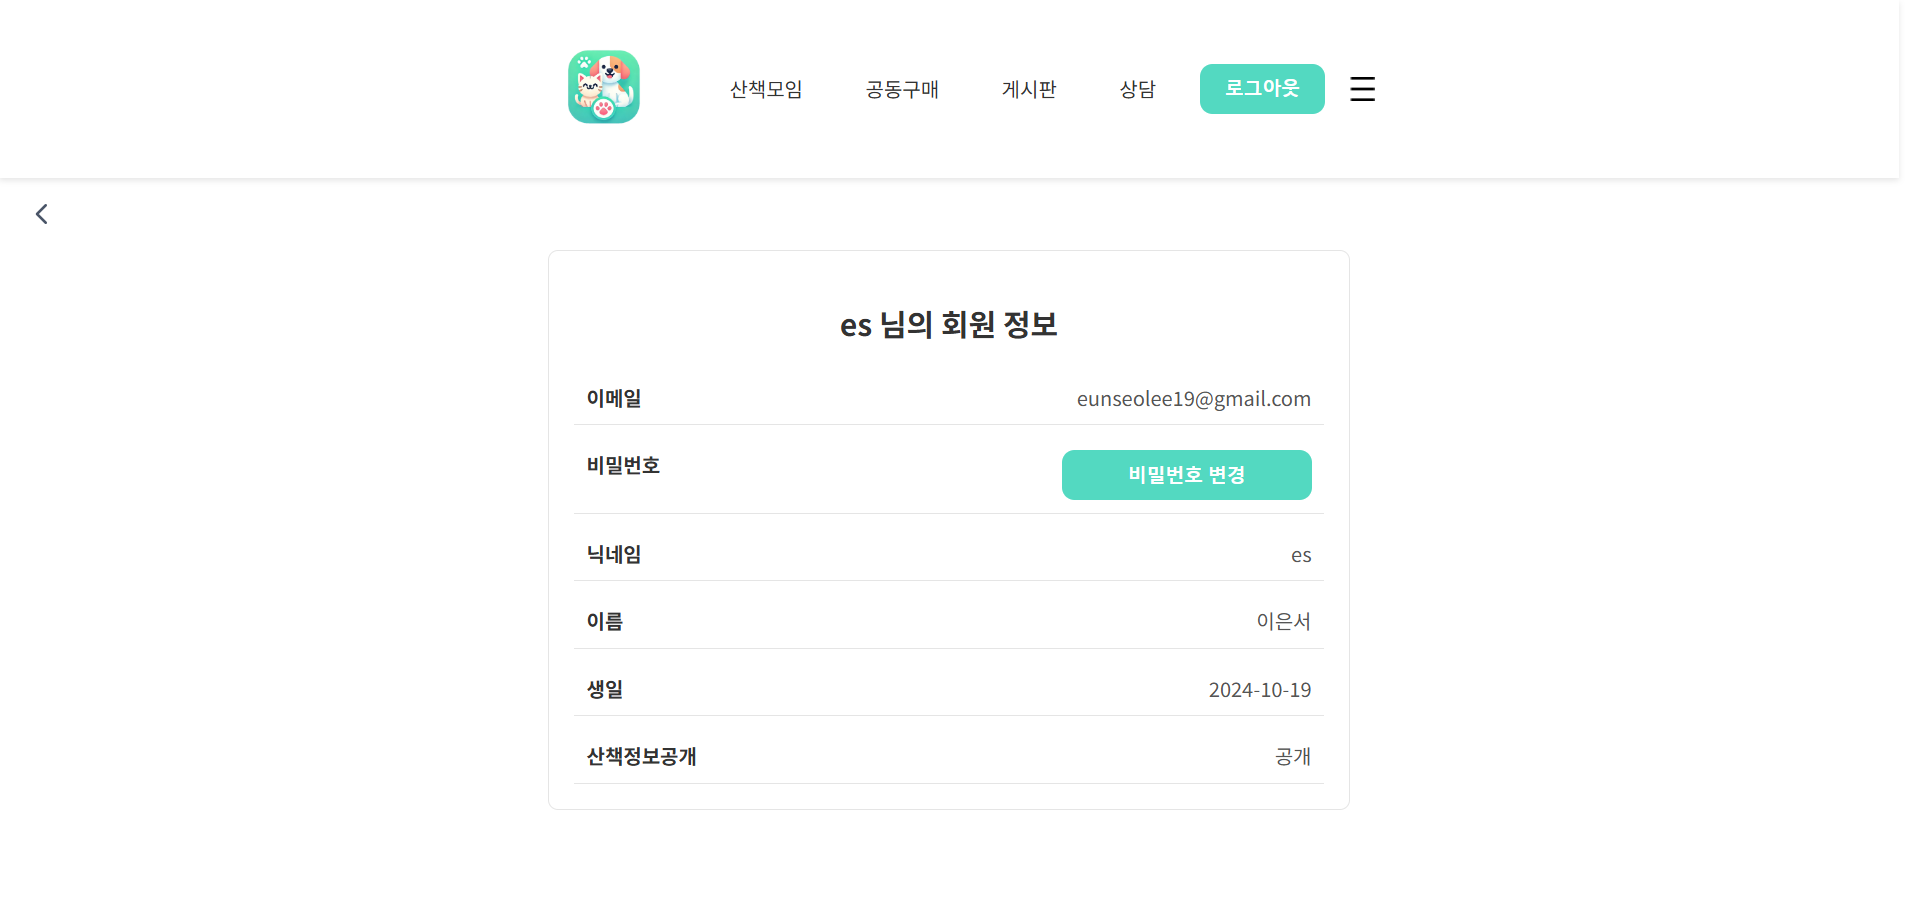 산책모임 공동구매 게시판 상담 로그아웃
es 님의 회원 정보
이메일 eunseolee19@gmail.com
비밀번호 비밀번호 변경
닉네임 es
이름 이은서
생일 2024-10-19
산책정보공개 공개